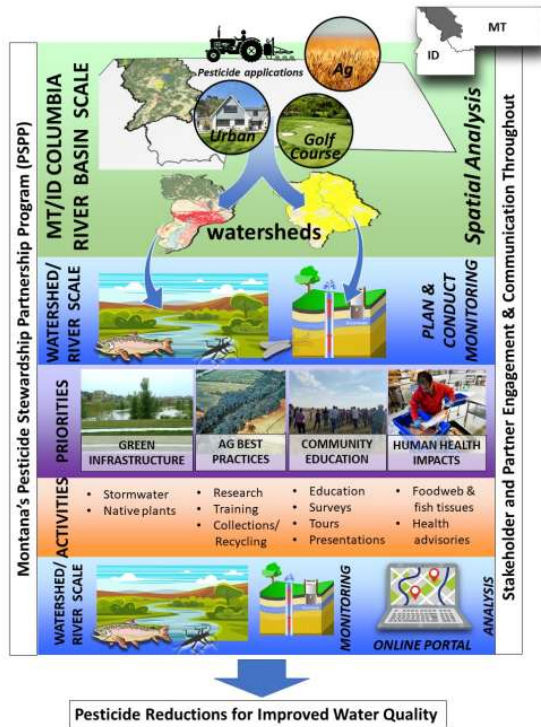 MT
ID
Pesticide applications
Ag
Urban
Golf
Course
MT/ID COLUMBIA
RIVER BASIN SCALE
Spatial Analysis
watersheds
Montana's Pesticide Stewardship Partnership Program (PSPP)
Stakeholder and Partner Engagement & Communication Throughout
WATERSHED/
RIVER SCALE
PLAN &
CONDUCT
MONITORING
PRIORITIES
GREEN
INFRASTRUCTURE
AG BEST
PRACTICES
COMMUNITY
EDUCATION
HUMAN HEALTH
IMPACTS
ACTIVITIES
• Stormwater
• Native plants
• Research
• Training
• Collections/
Recycling
• Education
• Surveys
• Tours
• Presentations
• Foodweb &
fish tissues
• Health
advisories
WATERSHED/
RIVER SCALE
MONITORING
ONLINE PORTAL
ANALYSIS
Pesticide Reductions for Improved Water Quality